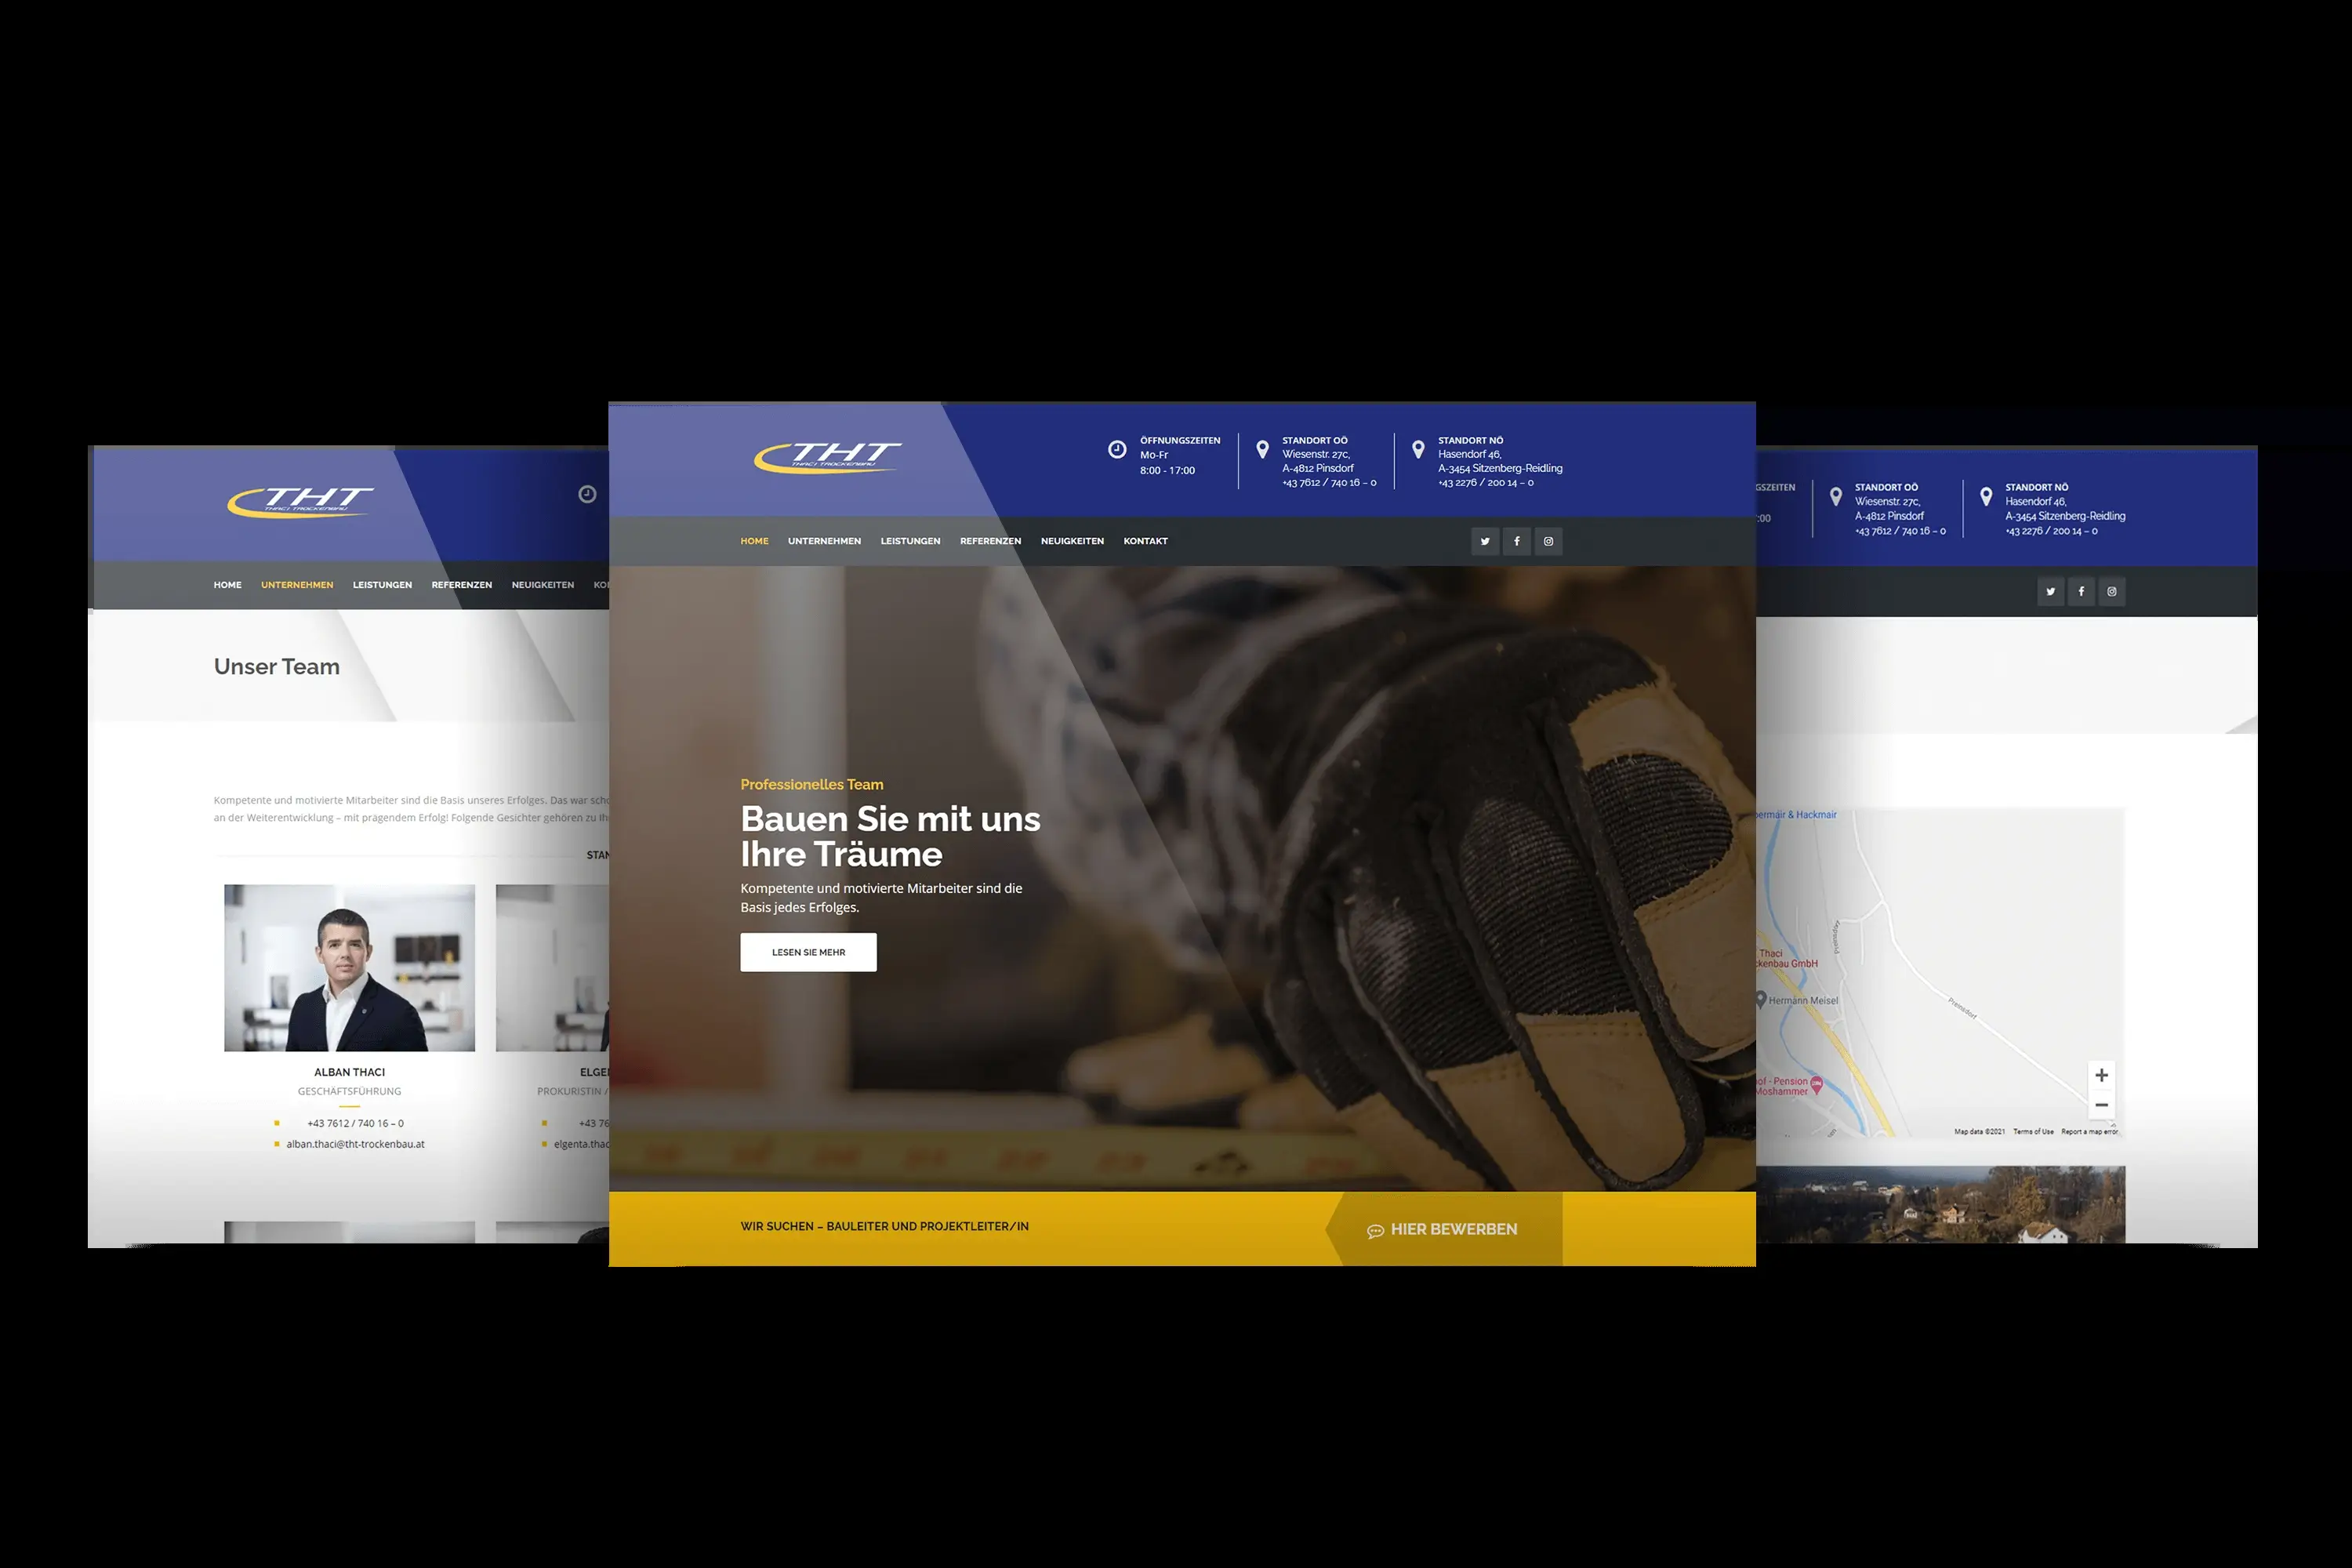 THT
THACI TROCKENBAU
HOME UNTERNEHMEN LEISTUNGEN REFERENZEN NEUIGKEITEN
Unser Team
Kompetente und motivierte Mitarbeiter sind die Basis unseres Erfolges. Das war
an der Weiterentwicklung – mit prägendem Erfolg! Folgende Gesichter gehören zu
ALBAN THACI
GESCHÄFTSFÜHRUNG
+43 7612 / 740 16 – 0
alban.thaci@tht-trockenbau.at
PROKURISTIN /
+43 76
elgenta.thac
THT
THACI TROCKENBAU
ÖFFNUNGSZEITEN
Mo-Fr
8:00 - 17:00
STANDORT OÖ
Wiesenstr. 27c,
A-4812 Pinsdorf
+43 7612 / 740 16 – 0
STANDORT NÖ
Hasendorf 46,
A-3454 Sitzenberg-Reidling
+43 2276 / 200 14 – 0
HOME UNTERNEHMEN LEISTUNGEN REFERENZEN NEUIGKEITEN KONTAKT
Professionelles Team
Bauen Sie mit uns
Ihre Träume
Kompetente und motivierte Mitarbeiter sind die
Basis jedes Erfolges.
LESEN SIE MEHR
WIR SUCHEN – BAULEITER UND PROJEKTLEITER/IN
HIER BEWERBEN
GSZEITEN
:00
STANDORT OÖ
Wiesenstr. 27c,
A-4812 Pinsdorf
+43 7612 / 740 16 – 0
STANDORT NÖ
Hasendorf 46,
A-3454 Sitzenberg-Reidling
+43 2276 / 200 14 – 0
ermair & Hackmair
Thaci
ckenbau GmbH
Hermann Meisel
Preinsdorf
of - Pension
Moshammer
+
−
Map data ©2021 Terms of Use Report a map error